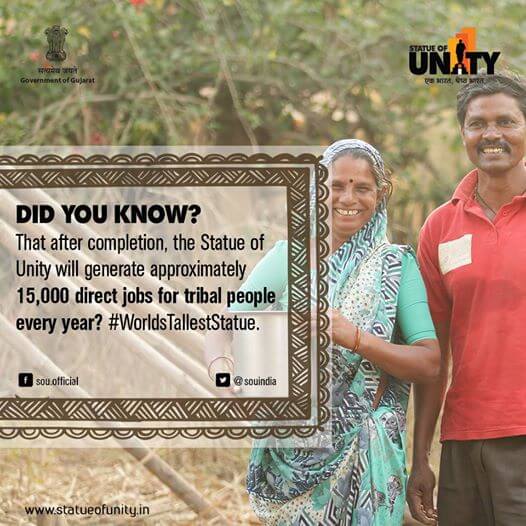 सत्यमेव जयते
Government of Gujarat
STATUE OF
UNITY
एक भारत, श्रेष्ठ भारत
DID YOU KNOW?
That after completion, the Statue of
Unity will generate approximately
15,000 direct jobs for tribal people
every year? #WorldsTallestStatue.
f sou.official
@souindia
www.statueofunity.in